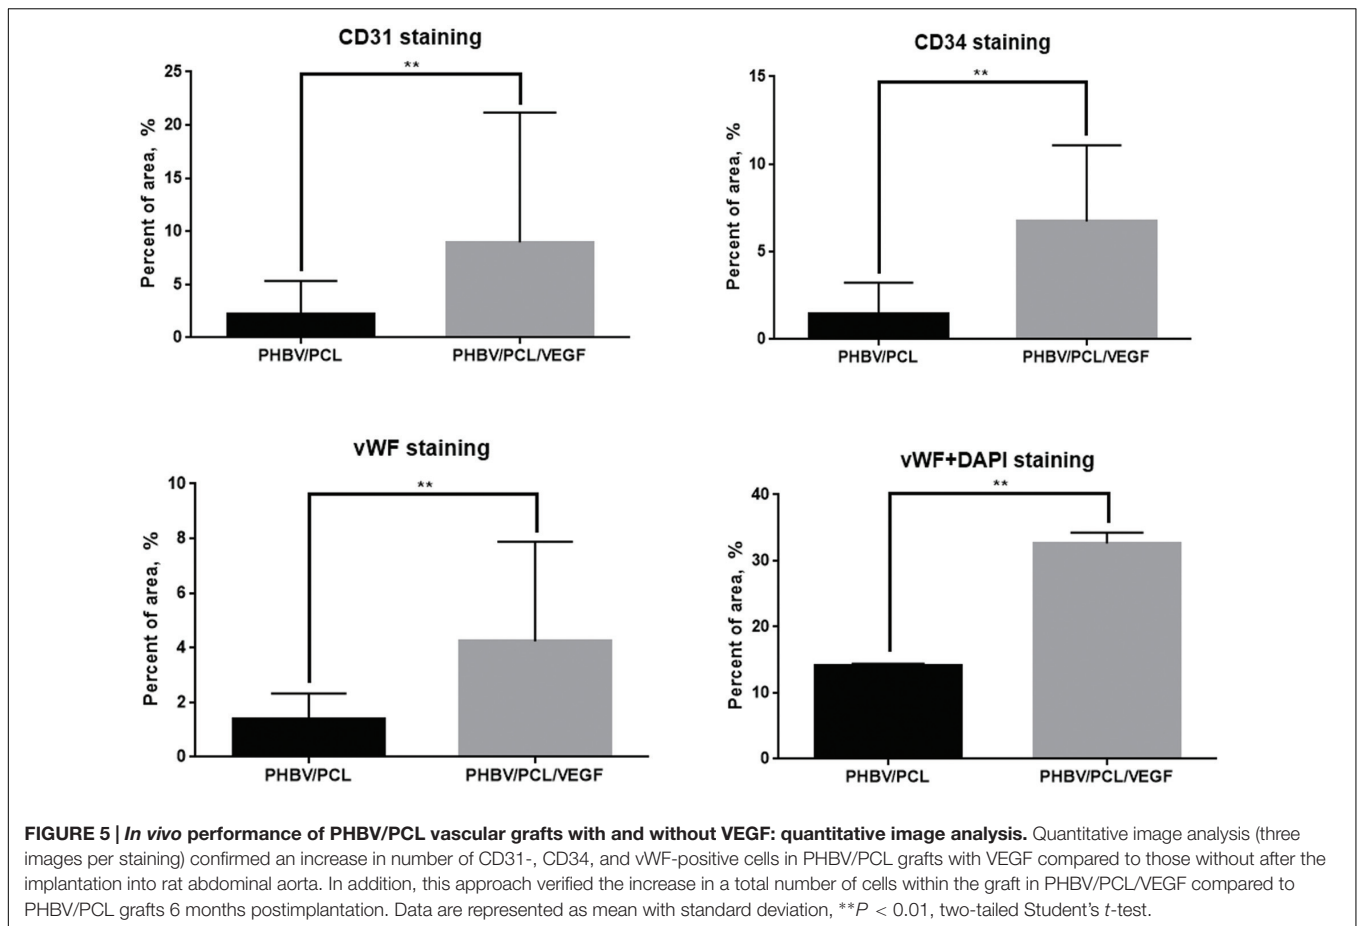 CD31 staining
**
25
20
15
10
5
0
Percent of area, %
PHBV/PCL
PHBV/PCL/VEGF
CD34 staining
**
15
10
5
0
Percent of area, %
PHBV/PCL
PHBV/PCL/VEGF
vWF staining
**
10
8
6
4
2
0
Percent of area, %
PHBV/PCL
PHBV/PCL/VEGF
vWF+DAPI staining
**
40
30
20
10
0
Percent of area, %
PHBV/PCL
PHBV/PCL/VEGF
FIGURE 5 | In vivo performance of PHBV/PCL vascular grafts with and without VEGF: quantitative image analysis. Quantitative image analysis (three
images per staining) confirmed an increase in number of CD31-, CD34, and vWF-positive cells in PHBV/PCL grafts with VEGF compared to those without after the
implantation into rat abdominal aorta. In addition, this approach verified the increase in a total number of cells within the graft in PHBV/PCL/VEGF compared to
PHBV/PCL grafts 6 months postimplantation. Data are represented as mean with standard deviation, **P < 0.01, two-tailed Student's t-test.